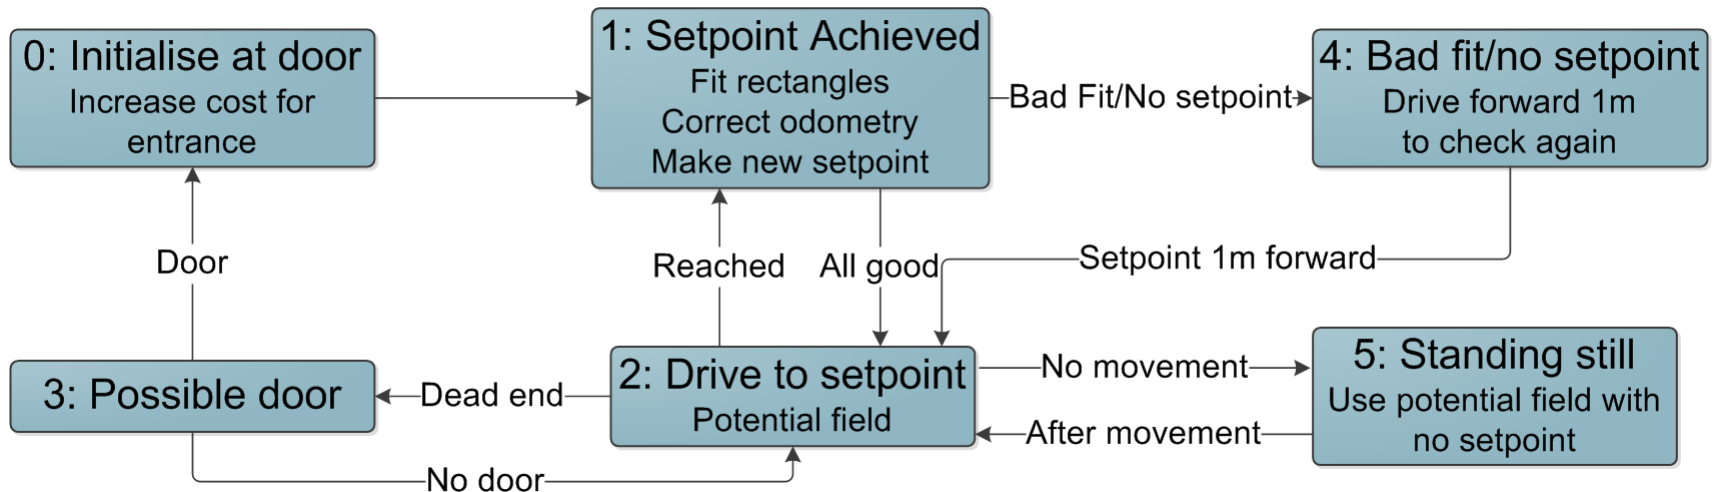 0: Initialise at door
Increase cost for
entrance
1: Setpoint Achieved
Fit rectangles
Correct odometry
Make new setpoint
Bad Fit/No setpoint
4: Bad fit/no setpoint
Drive forward 1m
to check again
Door
Reached
All good
Setpoint 1m forward
3: Possible door
Dead end
2: Drive to setpoint
Potential field
No movement
After movement
5: Standing still
Use potential field with
no setpoint
No door